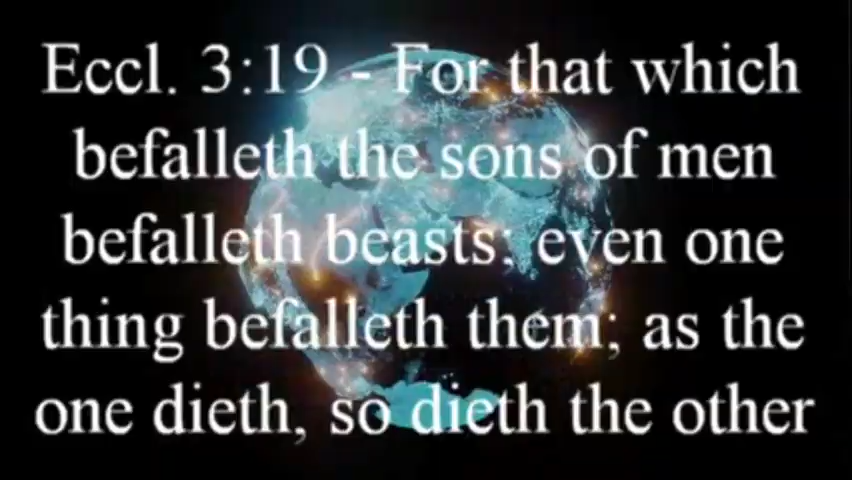 Eccl. 3:19 - For that which
befalleth the sons of men
befalleth beasts; even one
thing befalleth them; as the
one dieth, so dieth the other